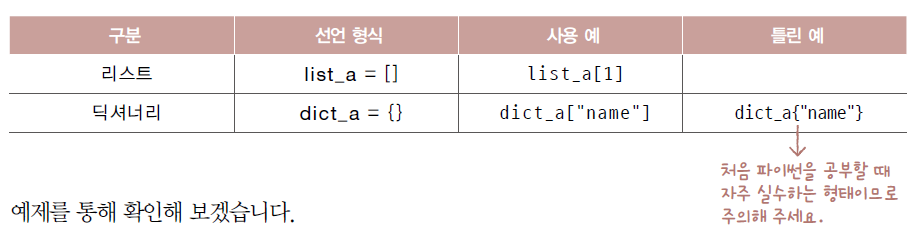 구분 선언 형식 사용 예 틀린 예
리스트 list_a = [] list_a[1]
딕셔너리 dict_a = {} dict_a["name"] dict_a{"name"}
처음 파이썬을 공부할 때
자주 실수하는 형태이므로
주의해 주세요.
예제를 통해 확인해 보겠습니다.